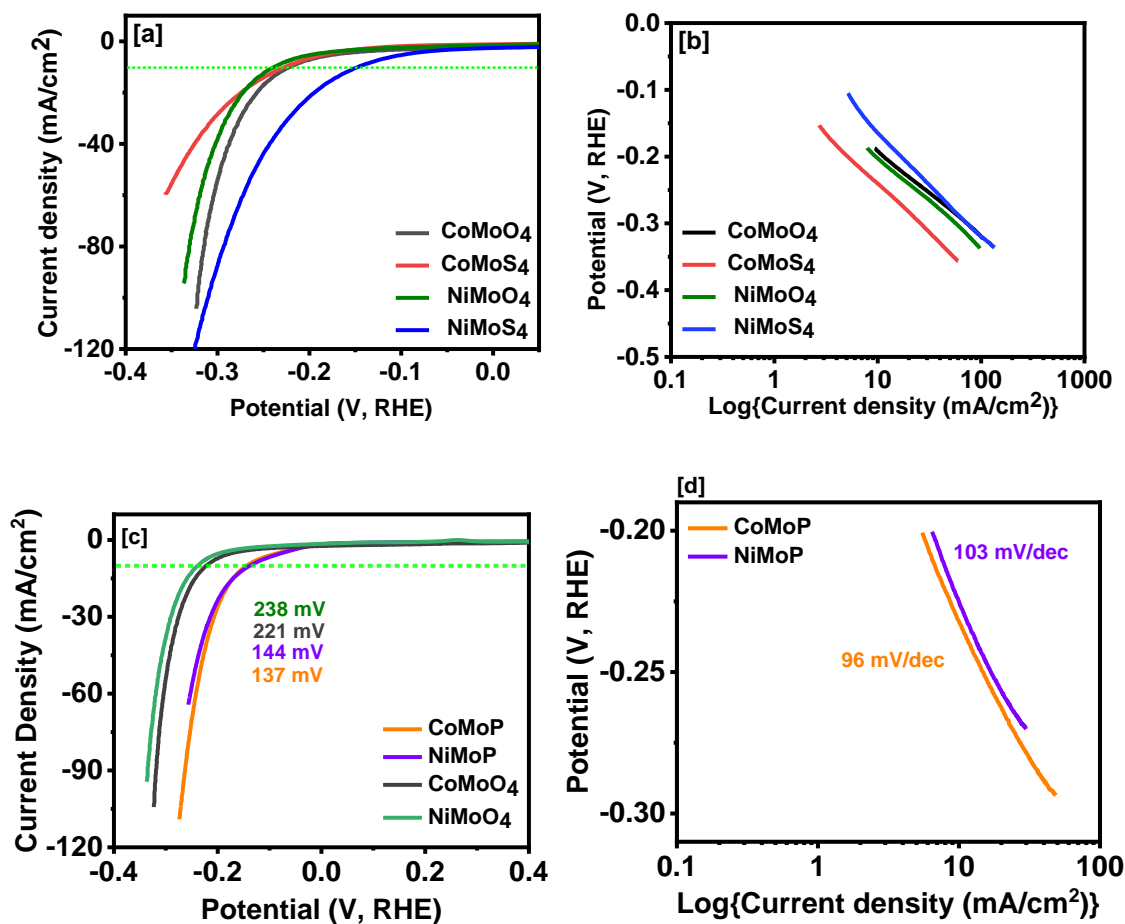 [a]
Current density (mA/cm2)
0
-40
-80
-120
CoMoO4
CoMoS4
NiMoO4
NiMoS4
-0.4 -0.3 -0.2 -0.1 0.0
Potential (V, RHE)
[b]
Potential (V, RHE)
0.0
-0.1
-0.2
-0.3
-0.4
-0.5
CoMoO4
CoMoS4
NiMoO4
NiMoS4
0.1 1 10 100 1000
Log{Current density (mA/cm2)}
[c]
Current Density (mA/cm2)
0
-30
-60
-90
-120
238 mV
221 mV
144 mV
137 mV
CoMoP
NiMoP
CoMoO4
NiMoO4
-0.4 -0.2 0.0 0.2 0.4
Potential (V, RHE)
[d]
Potential (V, RHE)
-0.20
-0.25
-0.30
CoMoP
NiMoP
103 mV/dec
96 mV/dec
0.1 1 10 100
Log{Current density (mA/cm2)}